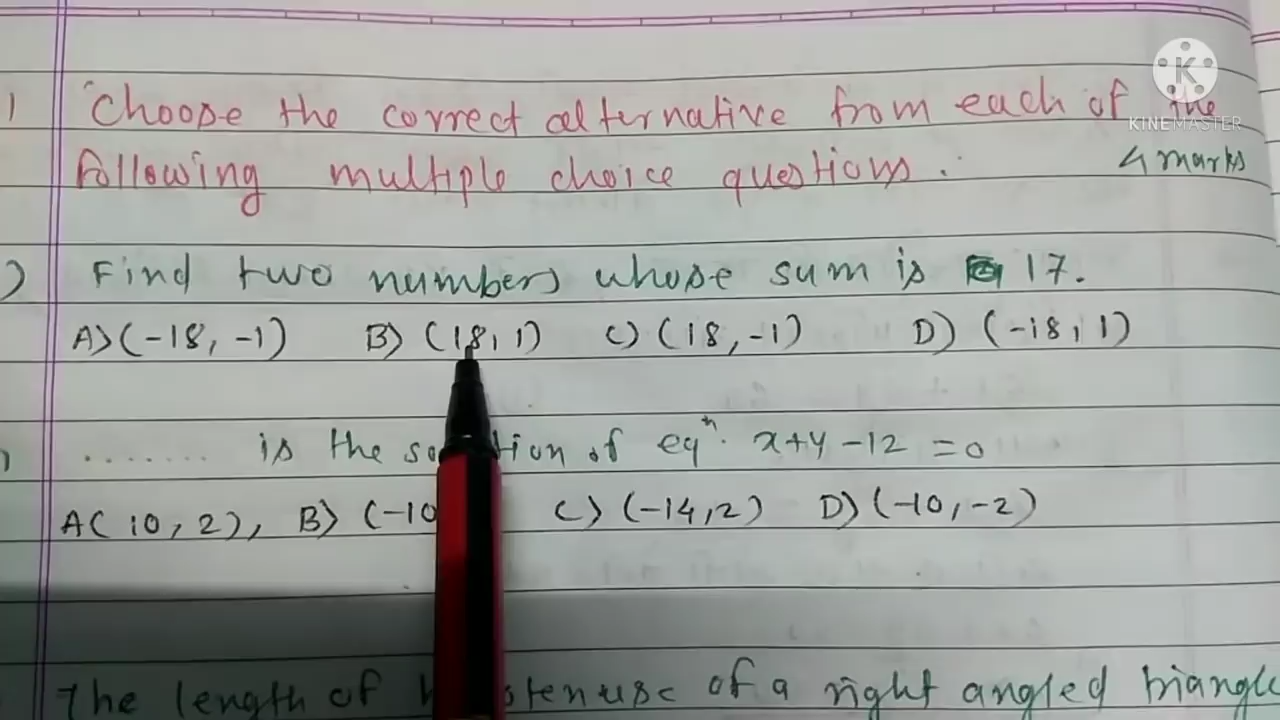 1 Choose the correct alternative from each of the
following multiple choice questions.
4 marks
) Find two numbers whose sum is 17.
A) (-18, -1) B) (18, 1) C) (18, -1) D) (-18, 1)
........ is the so tion of eqn. x+y-12=0
A( 10, 2), B) (-10 C) (-14, 2) D) (-10, -2)
The length of stenuse of a right angled triangle
KINEMASTER